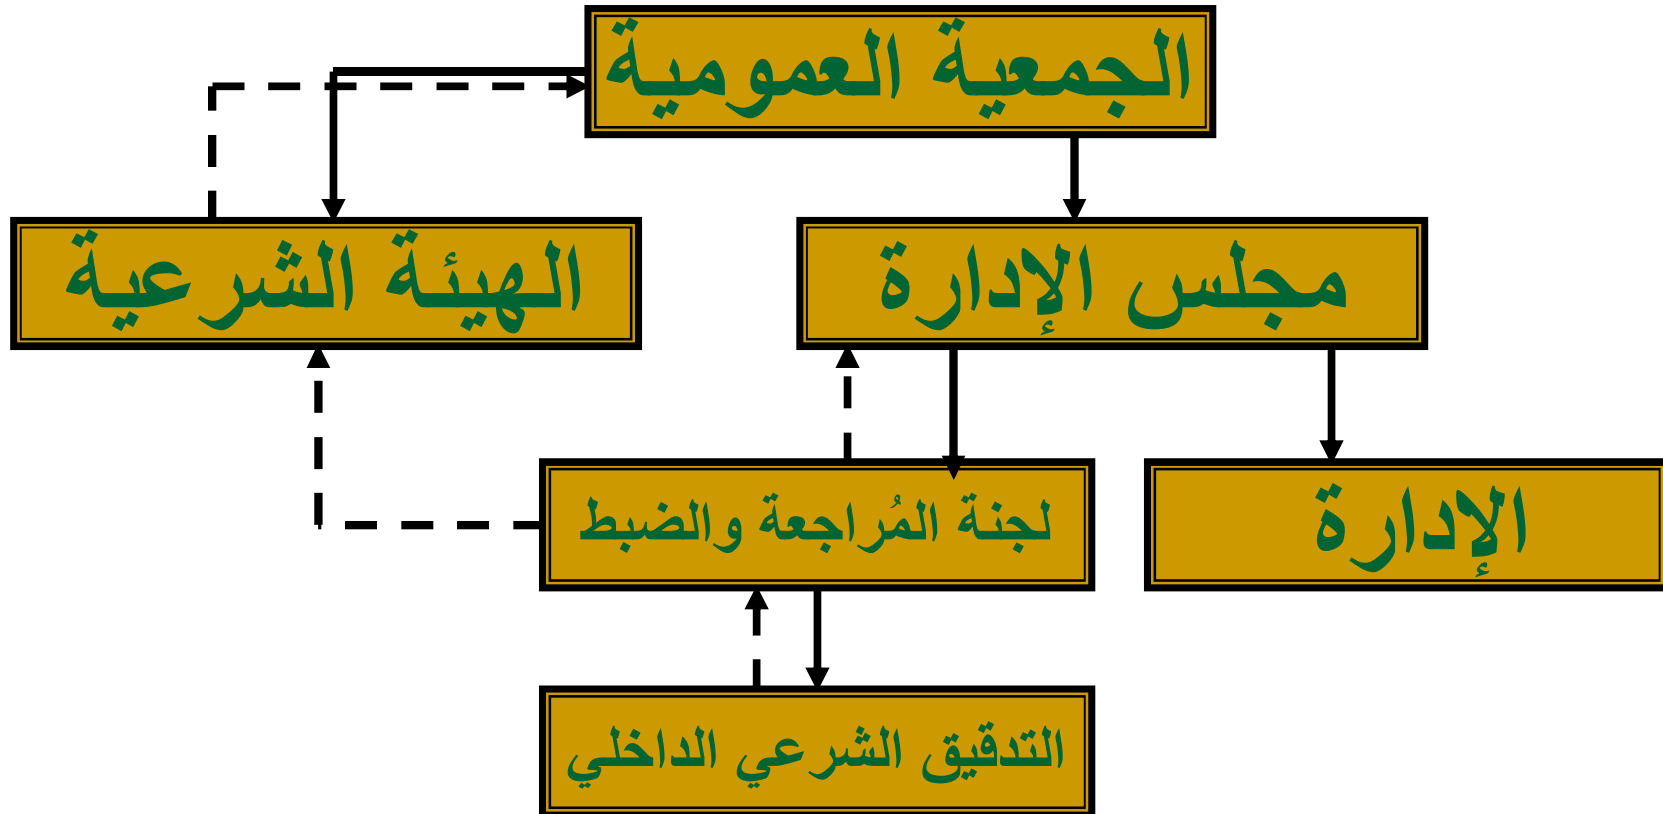 الجمعية العمومية
مجلس الإدارة
الهيئة الشرعية
الإدارة
لجنة المُراجعة والضبط
التدقيق الشرعي الداخلي